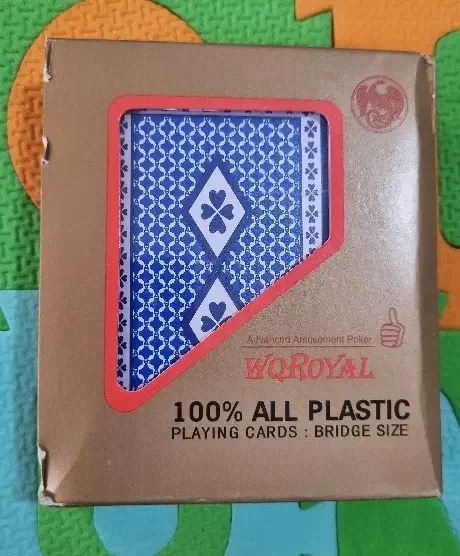 Advanced Amusement Poker
WQROYAL
100% ALL PLASTIC
PLAYING CARDS : BRIDGE SIZE